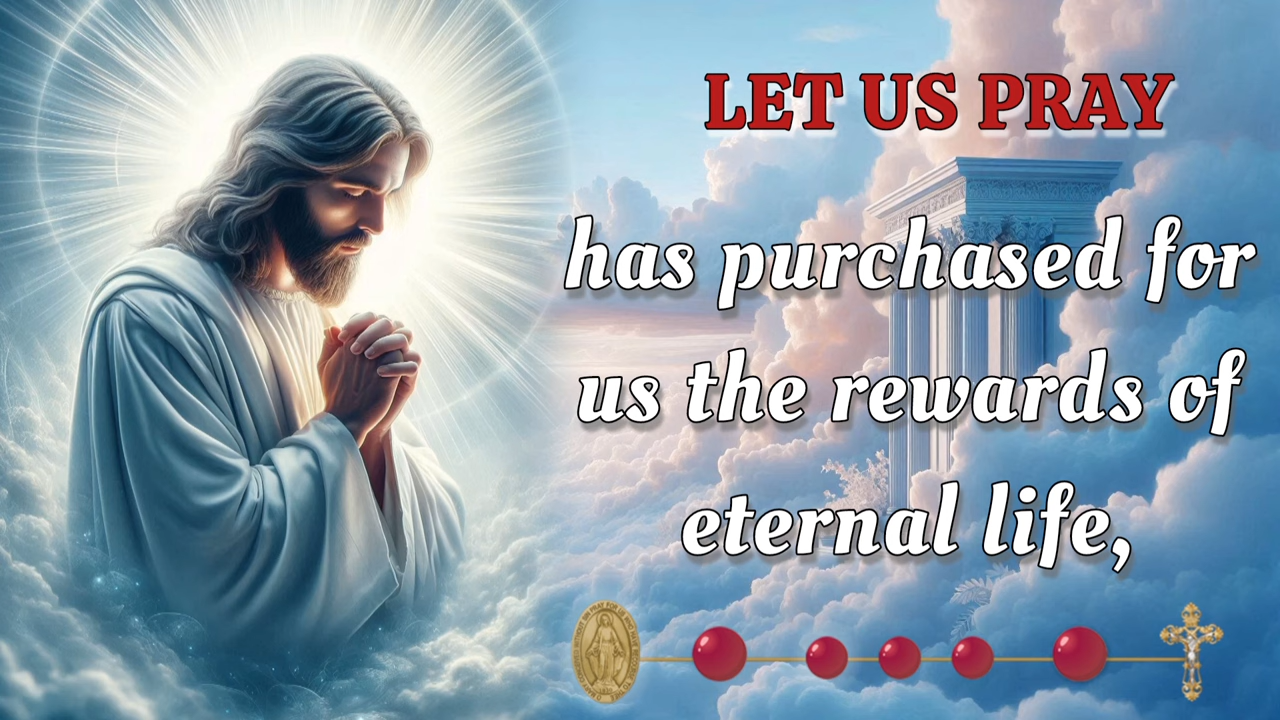 LET US PRAY
has purchased for
us the rewards of
eternal life,